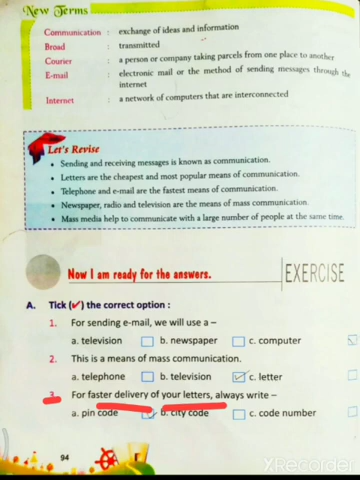 New Terms
Communication : exchange of ideas and information
Broad : transmitted
Courier : a person or company taking parcels from one place to another
E-mail : electronic mail or the method of sending messages through the
internet
Internet : a network of computers that are interconnected
Let's Revise
• Sending and receiving messages is known as communication.
• Letters are the cheapest and most popular means of communication.
• Telephone and e-mail are the fastest means of communication.
• Newspaper, radio and television are the means of mass communication.
• Mass media help to communicate with a large number of people at the same time.
Now I am ready for the answers. EXERCISE
A. Tick (✔) the correct option :
1. For sending e-mail, we will use a –
a. television b. newspaper c. computer
2. This is a means of mass communication.
a. telephone b. television c. letter
3. For faster delivery of your letters, always write –
a. pin code b. city code c. code number
94
XRecorder